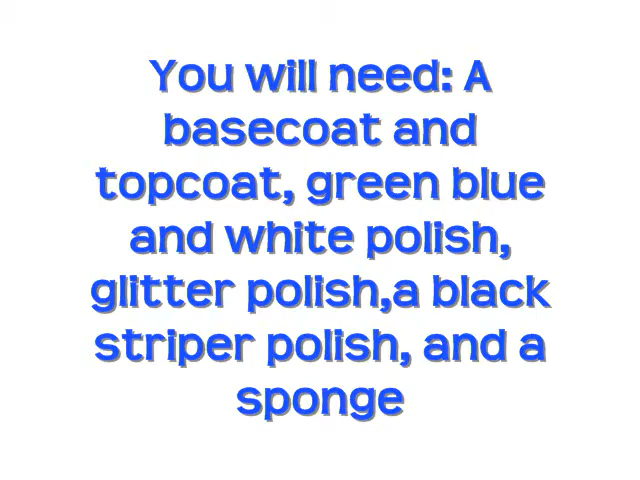 You will need: A
basecoat and
topcoat, green blue
and white polish,
glitter polish,a black
striper polish, and a
sponge